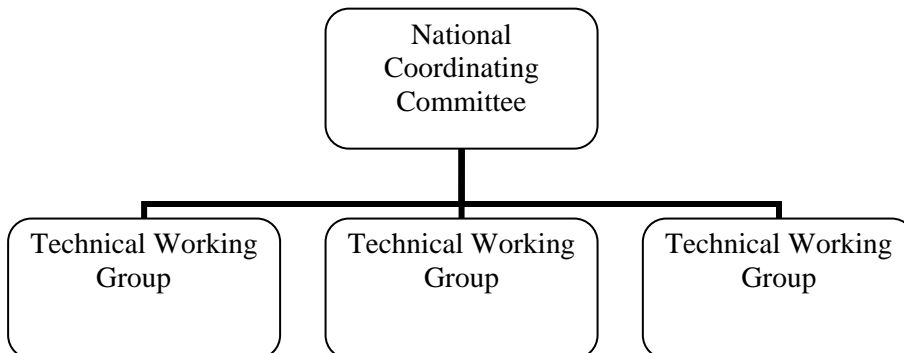 National
Coordinating
Committee
Technical Working
Group
Technical Working
Group
Technical Working
Group